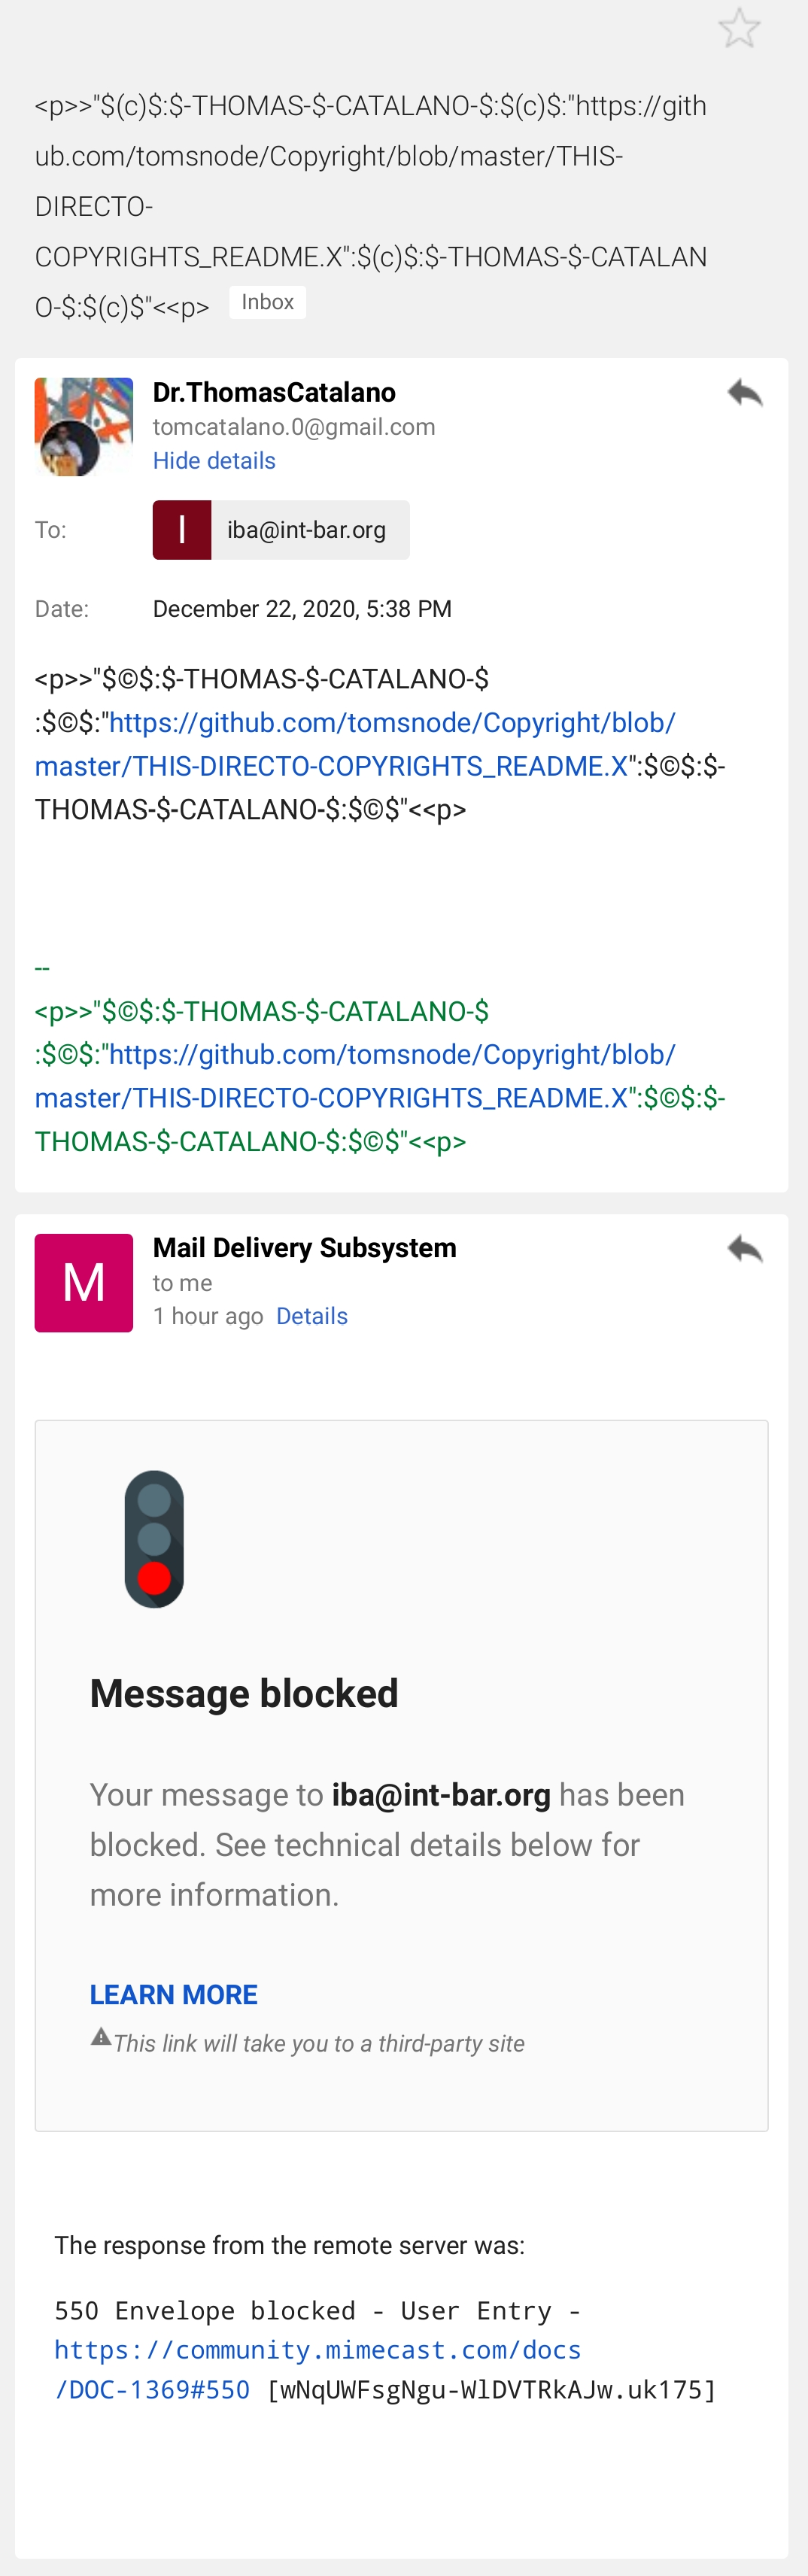 <p>>"$(c)$:$-THOMAS-$-CATALANO-$:$(c)$:"https://gith
ub.com/tomsnode/Copyright/blob/master/THIS-
DIRECTO-
COPYRIGHTS_README.X":$(c)$:$-THOMAS-$-CATALAN
O-$:$(c)$"<<p> Inbox
Dr.ThomasCatalano
tomcatalano.0@gmail.com
Hide details
To: I iba@int-bar.org
Date: December 22, 2020, 5:38 PM
<p>>"$©$:$-THOMAS-$-CATALANO-$
:$©$:"https://github.com/tomsnode/Copyright/blob/
master/THIS-DIRECTO-COPYRIGHTS_README.X":$©$:$-
THOMAS-$-CATALANO-$:$©$"<<p>
--
<p>>"$©$:$-THOMAS-$-CATALANO-$
:$©$:"https://github.com/tomsnode/Copyright/blob/
master/THIS-DIRECTO-COPYRIGHTS_README.X":$©$:$-
THOMAS-$-CATALANO-$:$©$"<<p>
M Mail Delivery Subsystem
to me
1 hour ago Details
Message blocked
Your message to iba@int-bar.org has been
blocked. See technical details below for
more information.
LEARN MORE
This link will take you to a third-party site
The response from the remote server was:
550 Envelope blocked - User Entry -
https://community.mimecast.com/docs
/DOC-1369#550 [wNqUWFsgNgu-WlDVTRkAJw.uk175]